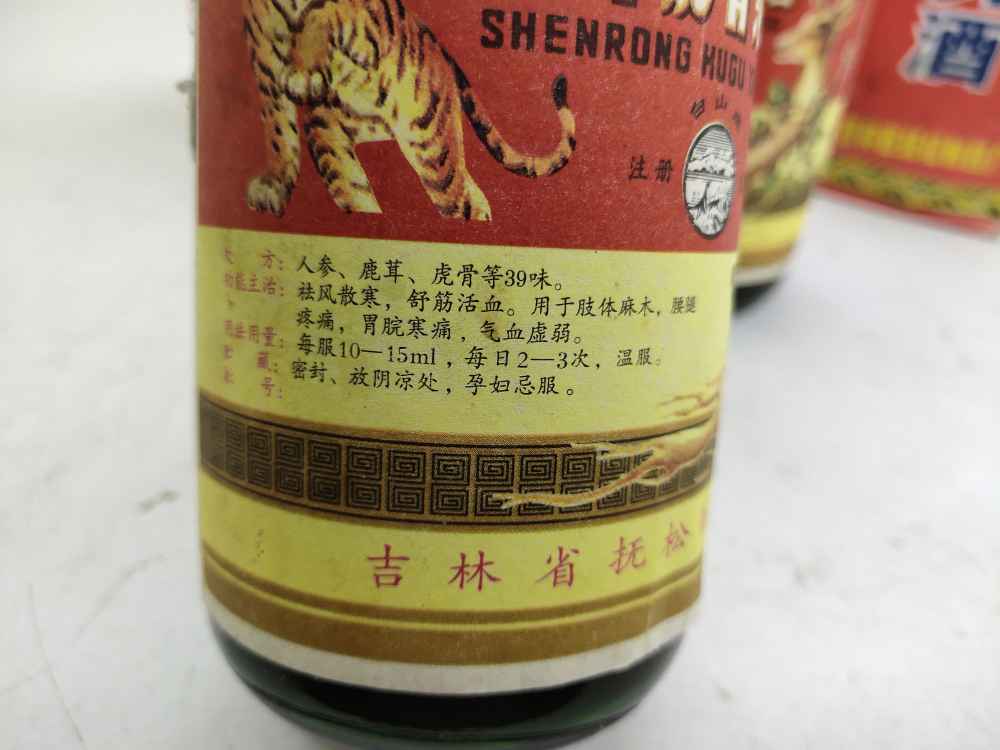 SHENRONG HUGU
山
注册
酒
方：人参、鹿茸、虎骨等39味。
功能主治：祛风散寒，舒筋活血。用于肢体麻木，腰腿
疼痛，胃脘寒痛，气血虚弱。
用量：每服10—15ml，每日2—3次，温服。
藏：密封、放阴凉处，孕妇忌服。
号：
吉林省抚松